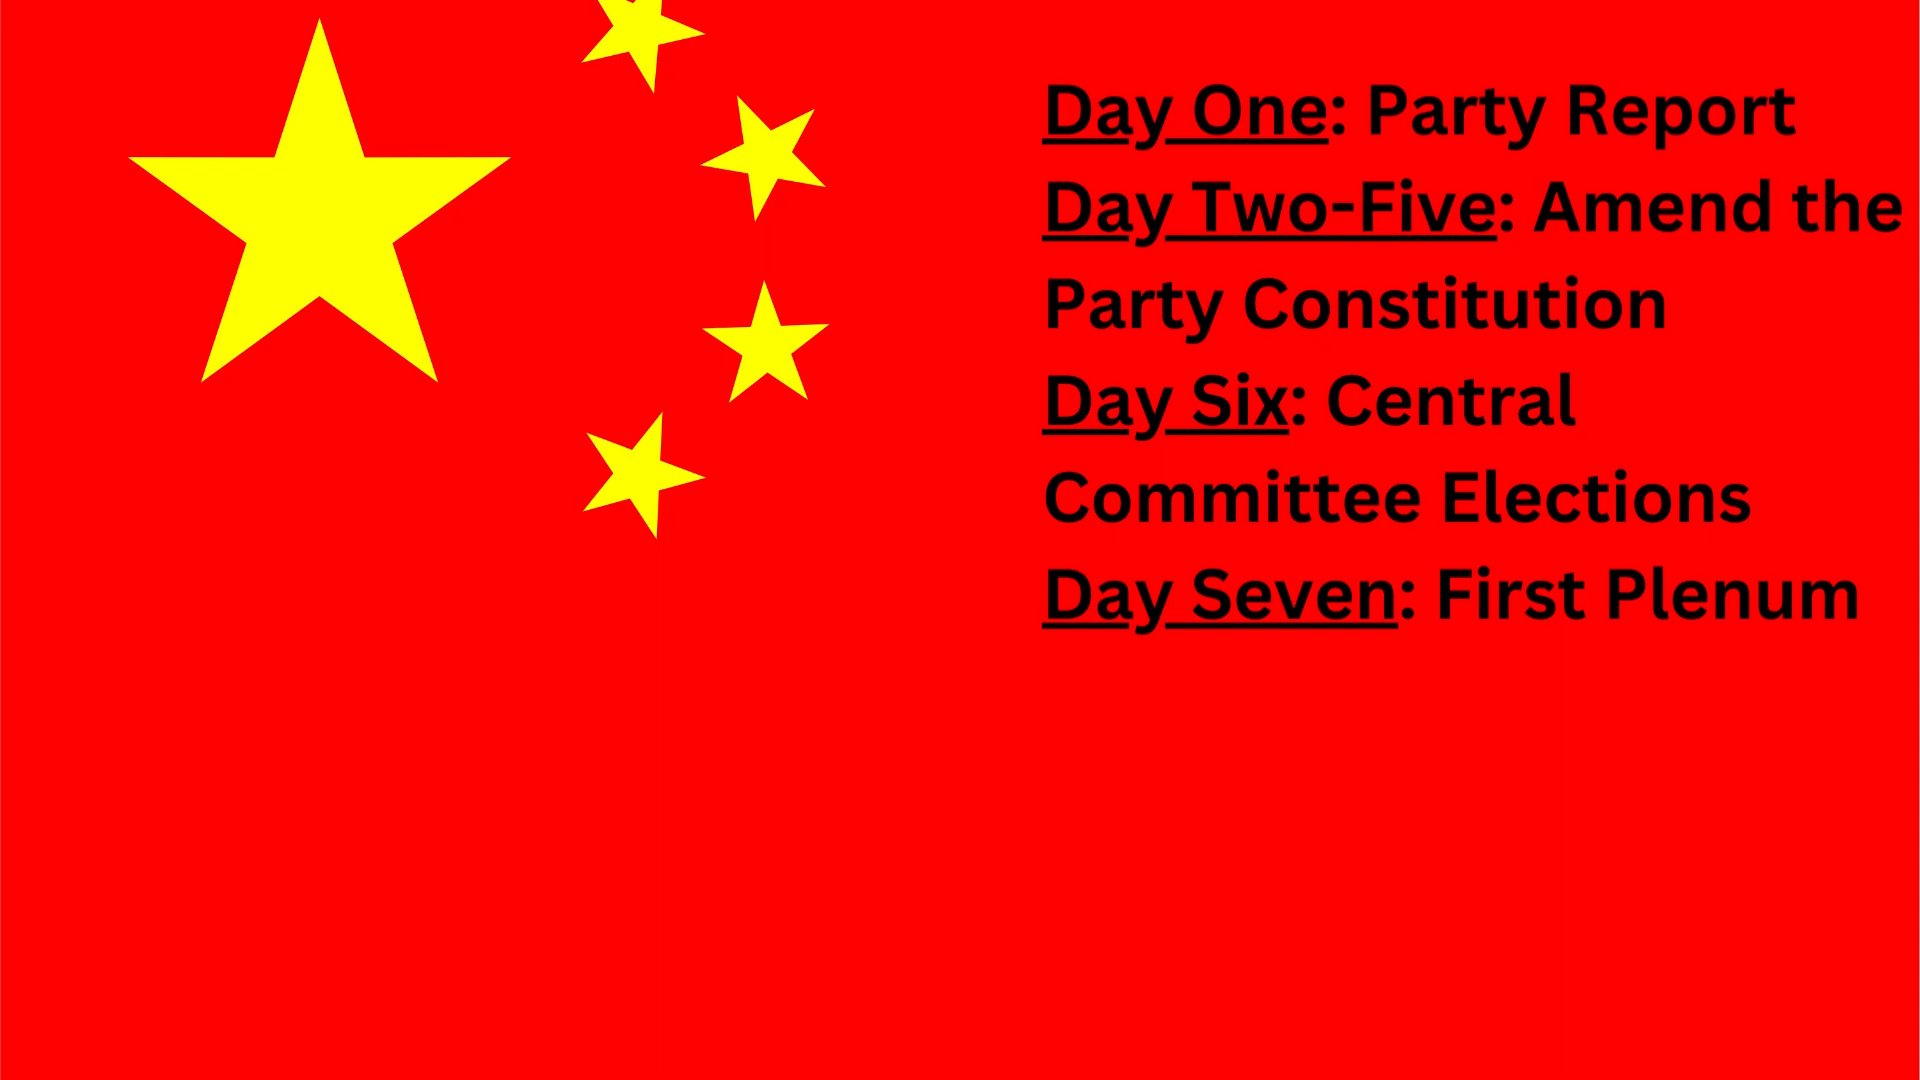 Day One: Party Report
Day Two-Five: Amend the
Party Constitution
Day Six: Central
Committee Elections
Day Seven: First Plenum